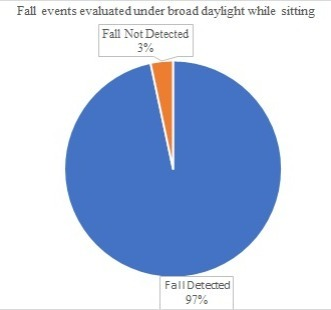 Fall events evaluated under broad daylight while sitting
Fall Not Detected
3%
Fall Detected
97%